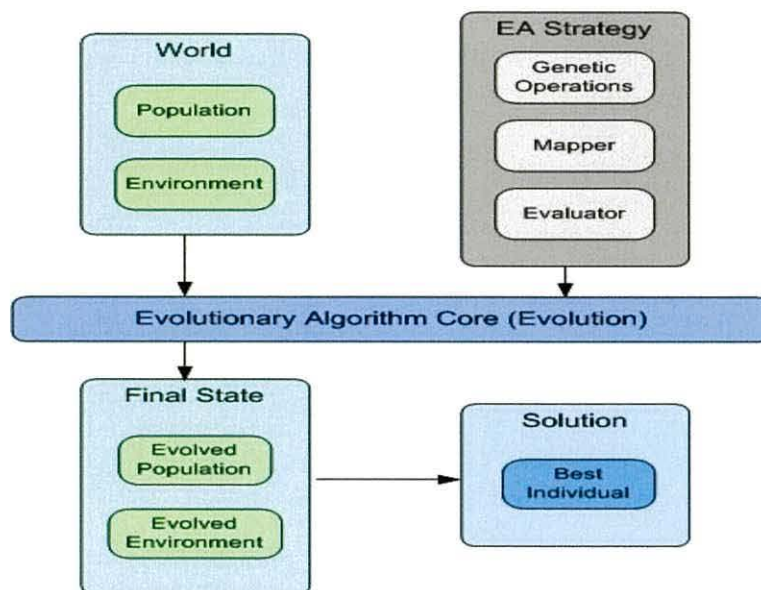 World
Population
Environment
EA Strategy
Genetic
Operations
Mapper
Evaluator
Evolutionary Algorithm Core (Evolution)
Final State
Evolved
Population
Evolved
Environment
Solution
Best
Individual